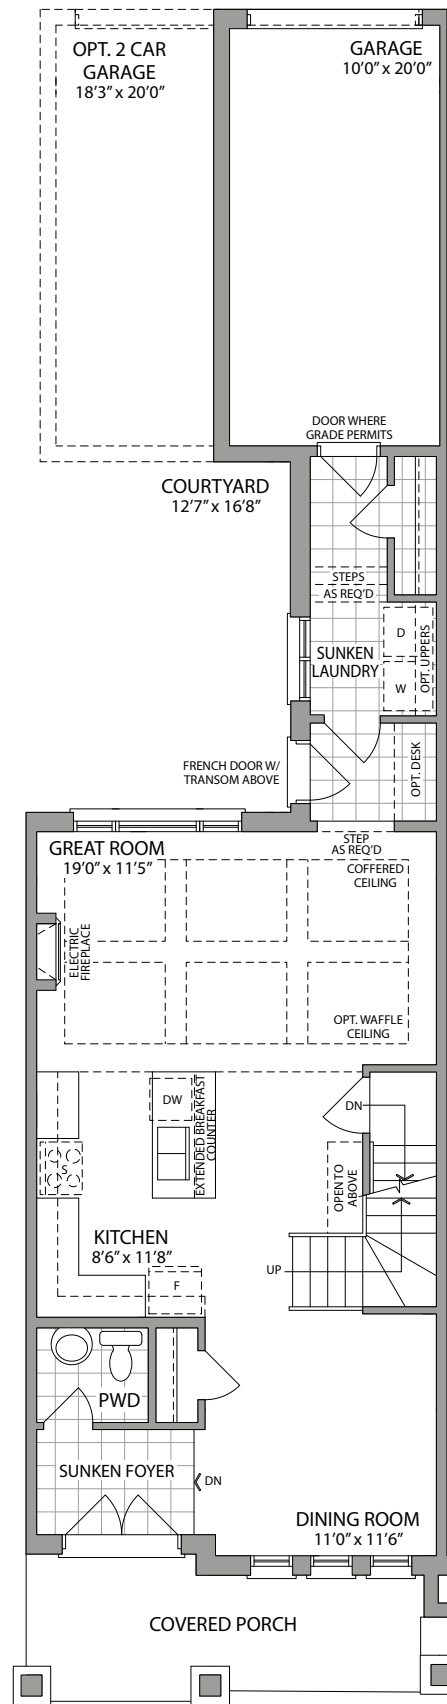 OPT. 2 CAR
GARAGE
18'3" x 20'0"
GARAGE
10'0" x 20'0"
DOOR WHERE
GRADE PERMITS
COURTYARD
12'7" x 16'8"
STEPS
AS REQ'D
SUNKEN
LAUNDRY
D
W
OPT. UPPERS
FRENCH DOOR W/
TRANSOM ABOVE
OPT. DESK
STEP
AS REQ'D
GREAT ROOM
19'0" x 11'5"
COFFERED
CEILING
ELECTRIC
FIREPLACE
OPT. WAFFLE
CEILING
DW
EXTENDED BREAKFAST
COUNTER
DN
S
OPEN TO
ABOVE
KITCHEN
8'6" x 11'8"
UP
F
PWD
SUNKEN FOYER
DN
DINING ROOM
11'0" x 11'6"
COVERED PORCH